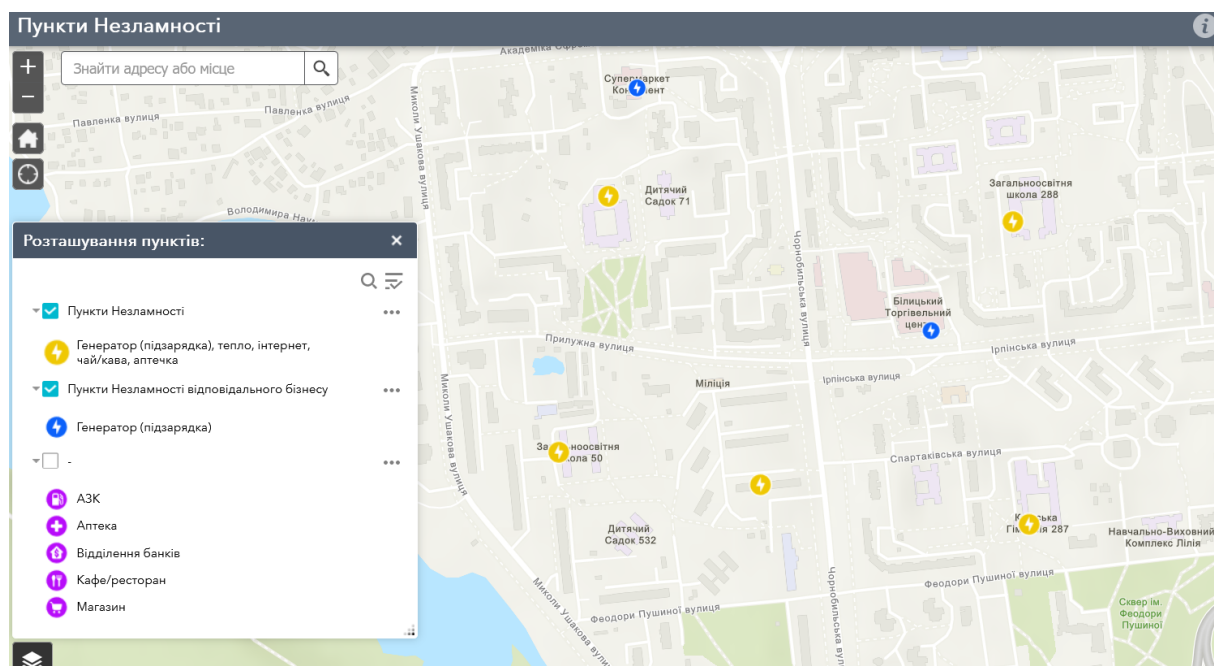 Пункти Незламності
Знайти адресу або місце
Академіка
Супермаркет
Павленка вулиця
Павленка вулиця
Миколи Ушакова вулиця
Дитячий
Садок 71
Загальноосвітня
школа 288
Володимира
Розташування пунктів:
Чорнобильська вулиця
Білицький
Торгівельний
Пункти Незламності
Генератор (підзарядка), тепло, інтернет,
чай/кава, аптечка
Прилужна вулиця
Ірпінська вулиця
Ірпінська вулиця
Міліція
Пункти Незламності відповідального бізнесу
Миколи Ушакова вулиця
Генератор (підзарядка)
-
Спартаківська вулиця
АЗК
Аптека
Відділення банків
Кафе/ресторан
Магазин
Дитячий
Садок 532
287
Навчально-Виховний
Комплекс Лілія
Феодори Пушиної вулиця
Феодори Пушиної вулиця
Миколи Ушакова вулиця
Чорнобильська
Сквер ім.
Феодори
Пушиної